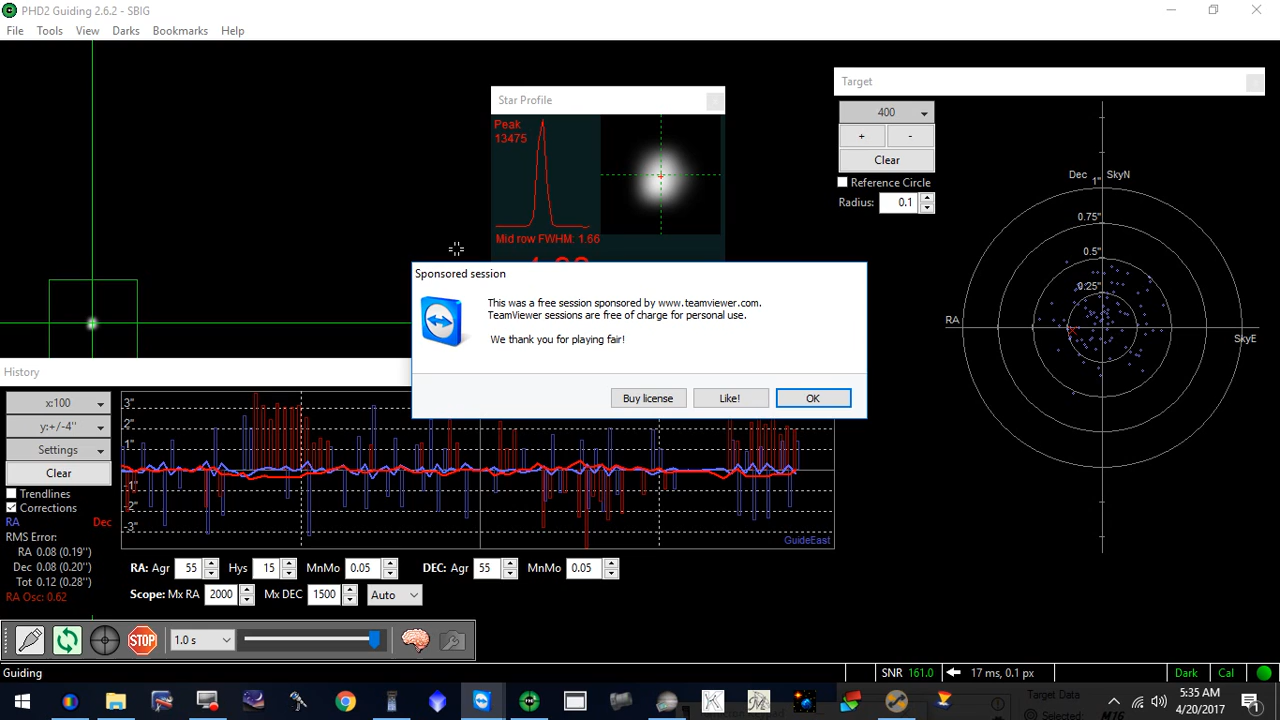 PHD2 Guiding 2.6.2 - SBIG
File Tools View Darks Bookmarks Help
Star Profile
Peak
13475
Mid row FWHM: 1.66
Target
400
+ -
Clear
Reference Circle
Radius: 0.1
Dec SkyN
1"
0.75"
0.5"
0.25"
RA
SkyE
Sponsored session
This was a free session sponsored by www.teamviewer.com.
TeamViewer sessions are free of charge for personal use.
We thank you for playing fair!
Buy license Like! OK
History
x:100
y:+/-4"
Settings
Clear
Trendlines
Corrections
RA Dec
RMS Error:
RA 0.08 (0.19")
Dec 0.08 (0.20")
Tot 0.12 (0.28")
RA Osc: 0.62
3"
2"
1"
-1"
-2"
-3"
GuideEast
RA: Agr 55 Hys 15 MnMo 0.05 DEC: Agr 55 MnMo 0.05
Scope: Mx RA 2000 Mx DEC 1500 Auto
STOP 1.0 s
Guiding SNR 161.0 17 ms, 0.1 px Dark Cal
Target Data
Selected: M16
5:35 AM
4/20/2017
1